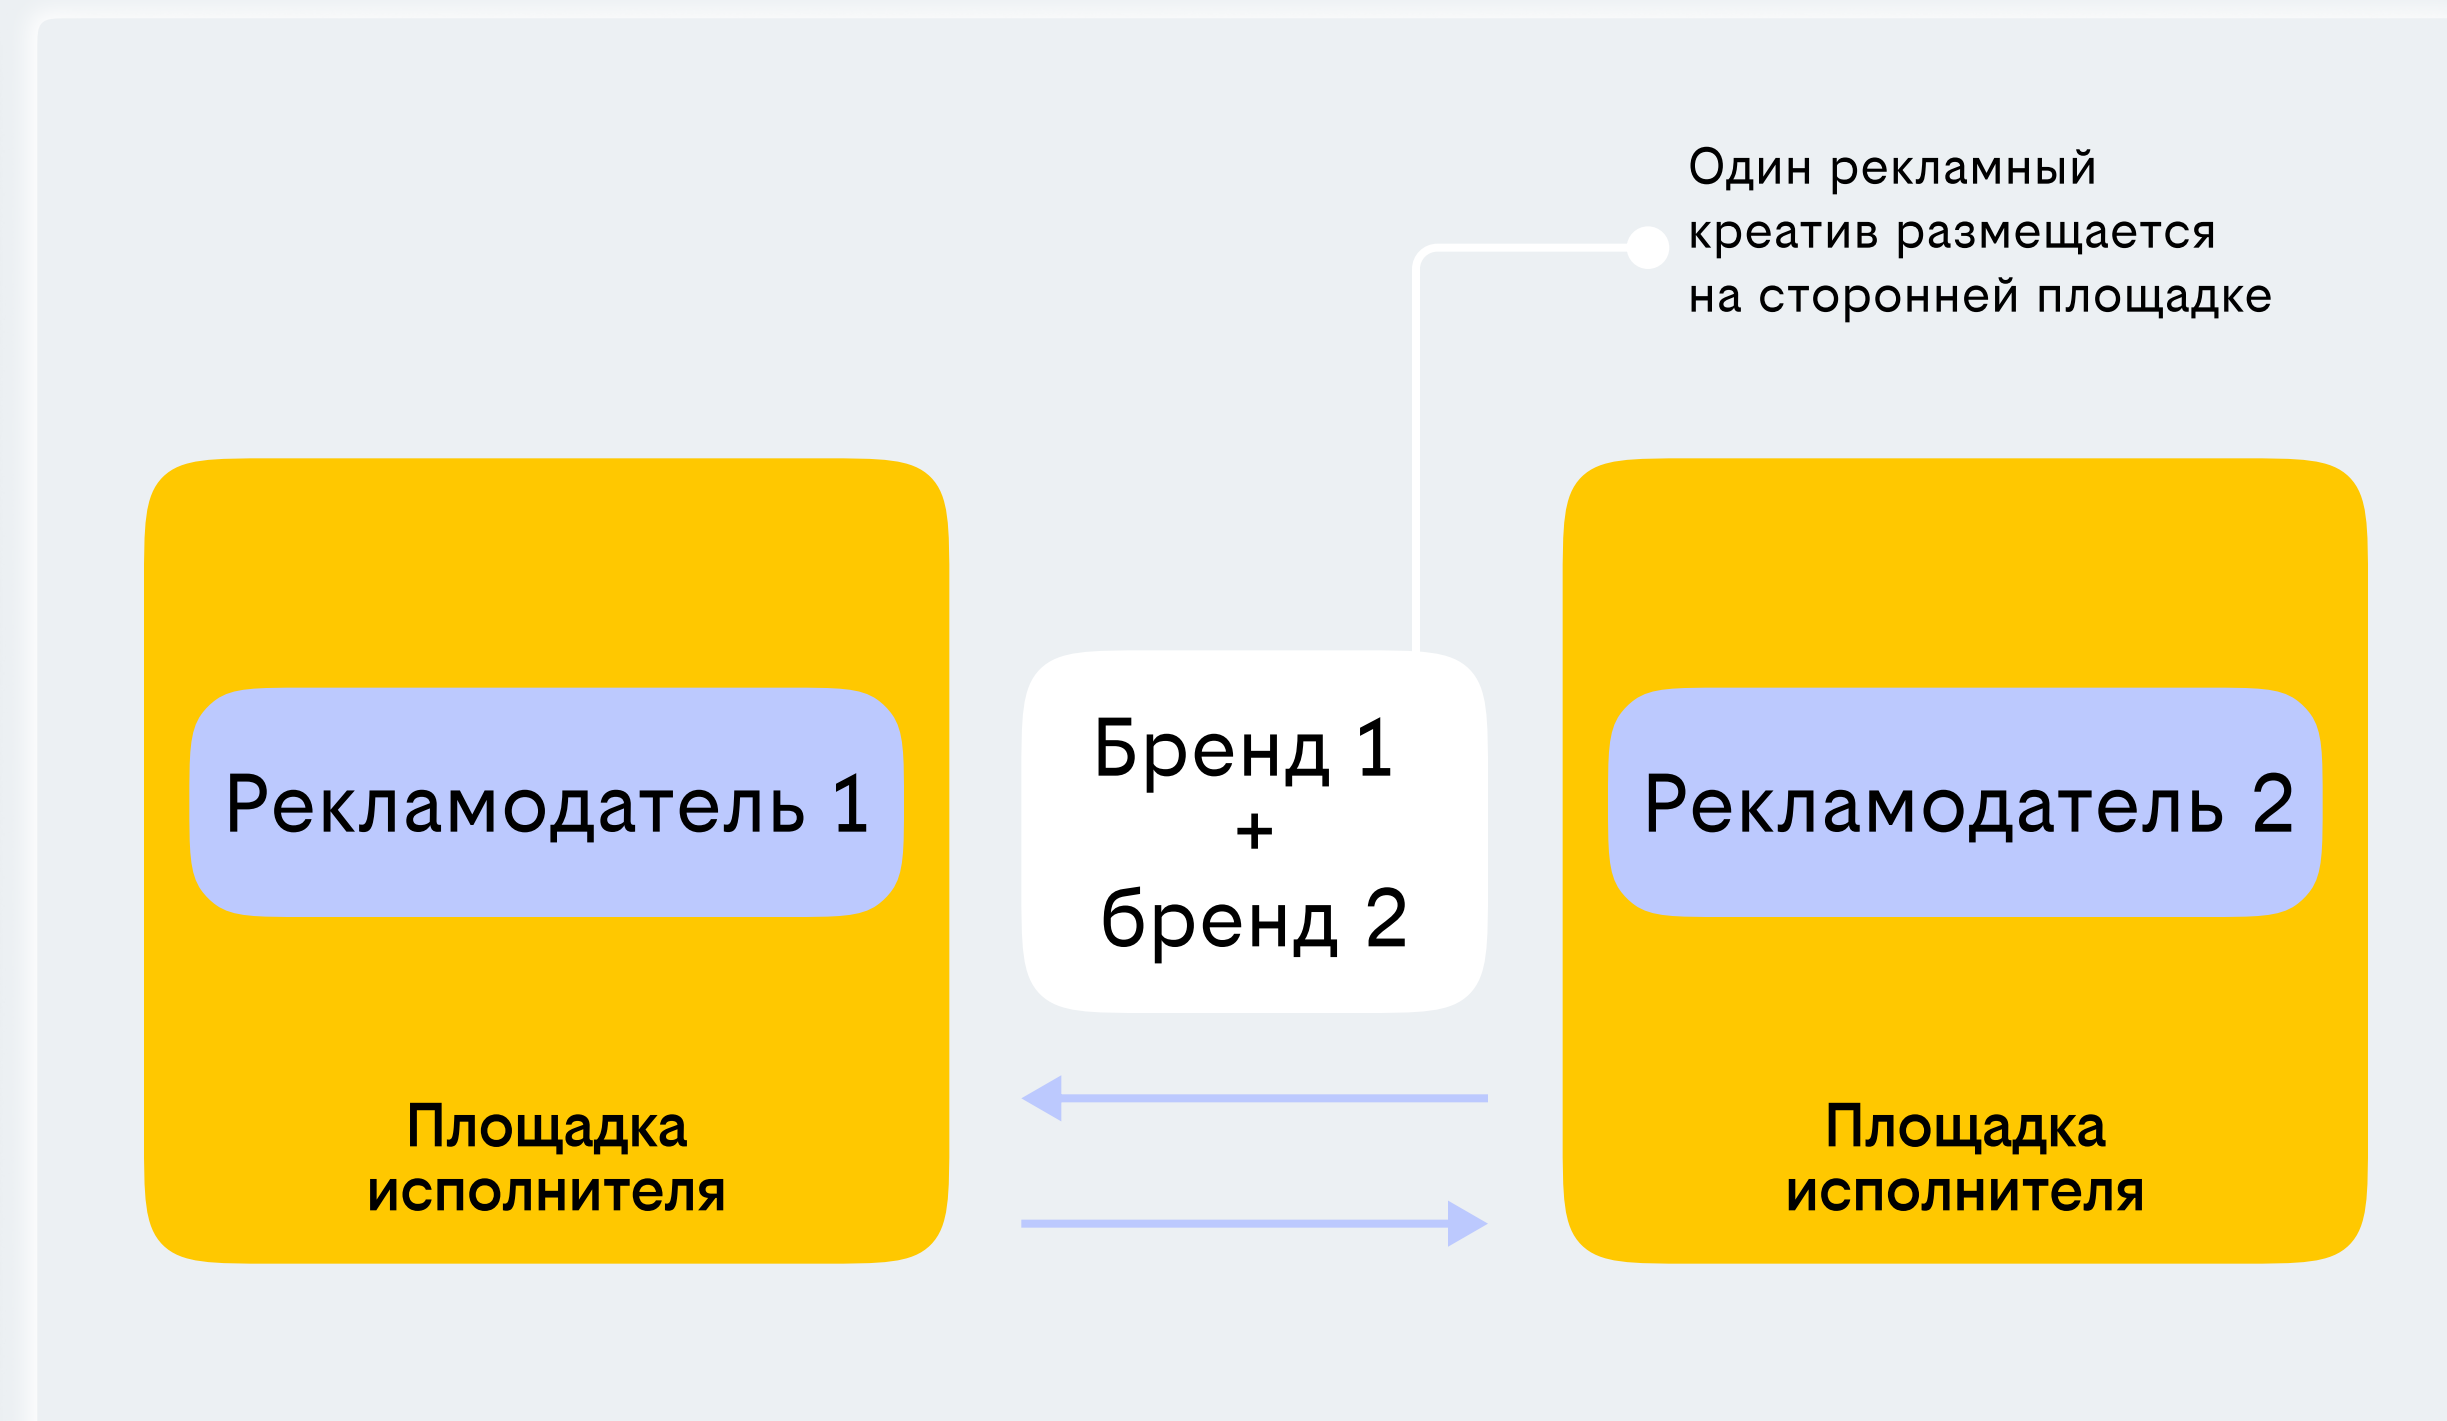 Один рекламный
креатив размещается
на сторонней площадке
Рекламодатель 1
Площадка
исполнителя
Бренд 1
+
бренд 2
Рекламодатель 2
Площадка
исполнителя